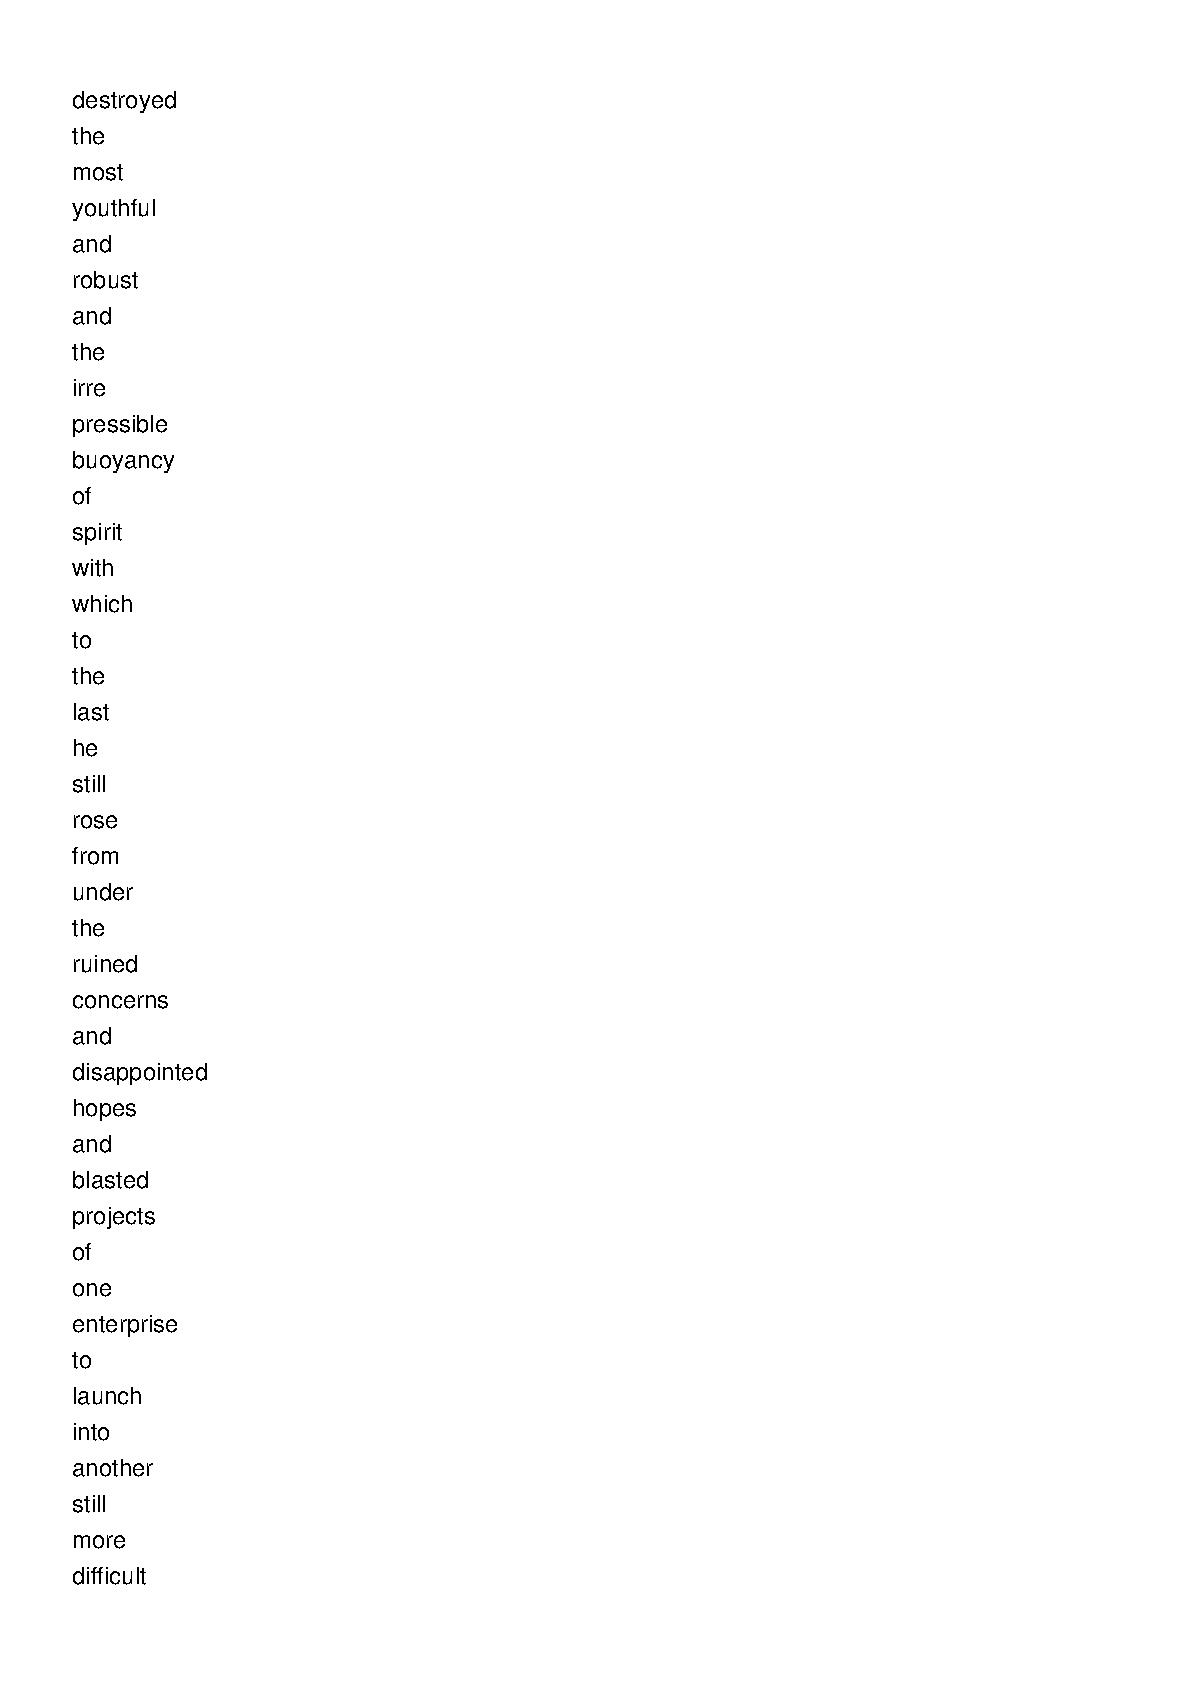 destroyed
the
most
youthful
and
robust
and
the
irre
pressible
buoyancy
of
spirit
with
which
to
the
last
he
still
rose
from
under
the
ruined
concerns
and
disappointed
hopes
and
blasted
projects
of
one
enterprise
to
launch
into
another
still
more
difficult